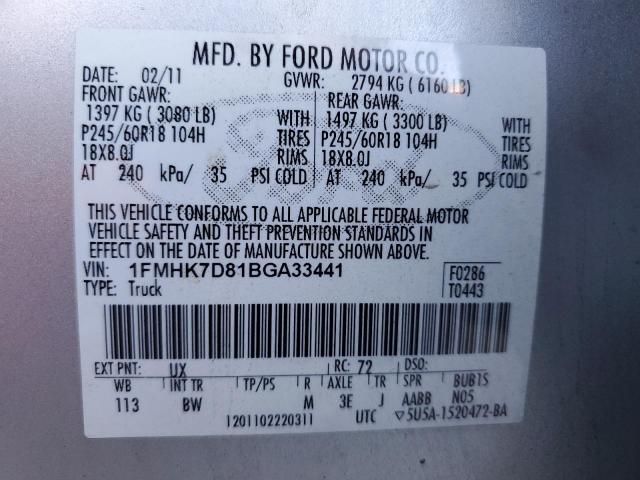 MFD. BY FORD MOTOR CO.
DATE: 02/11 GVWR: 2794 KG ( 6160 LB)
FRONT GAWR: REAR GAWR:
1397 KG ( 3080 LB) WITH 1497 KG ( 3300 LB) WITH
P245/60R18 104H TIRES P245/60R18 104H TIRES
18X8.0J RIMS 18X8.0J RIMS
AT 240 kPa/ 35 PSI COLD AT 240 kPa/ 35 PSI COLD
THIS VEHICLE CONFORMS TO ALL APPLICABLE FEDERAL MOTOR
VEHICLE SAFETY AND THEFT PREVENTION STANDARDS IN
EFFECT ON THE DATE OF MANUFACTURE SHOWN ABOVE.
VIN: 1FMHK7D81BGA33441 F0286
TYPE: Truck T0443
EXT PNT: UX RC: 72 DSO:
WB INT TR TP/PS R AXLE TR SPR BUB1S
113 BW M 3E J AABB N05
1201102220311 UTC ▽5U5A-1520472-BA